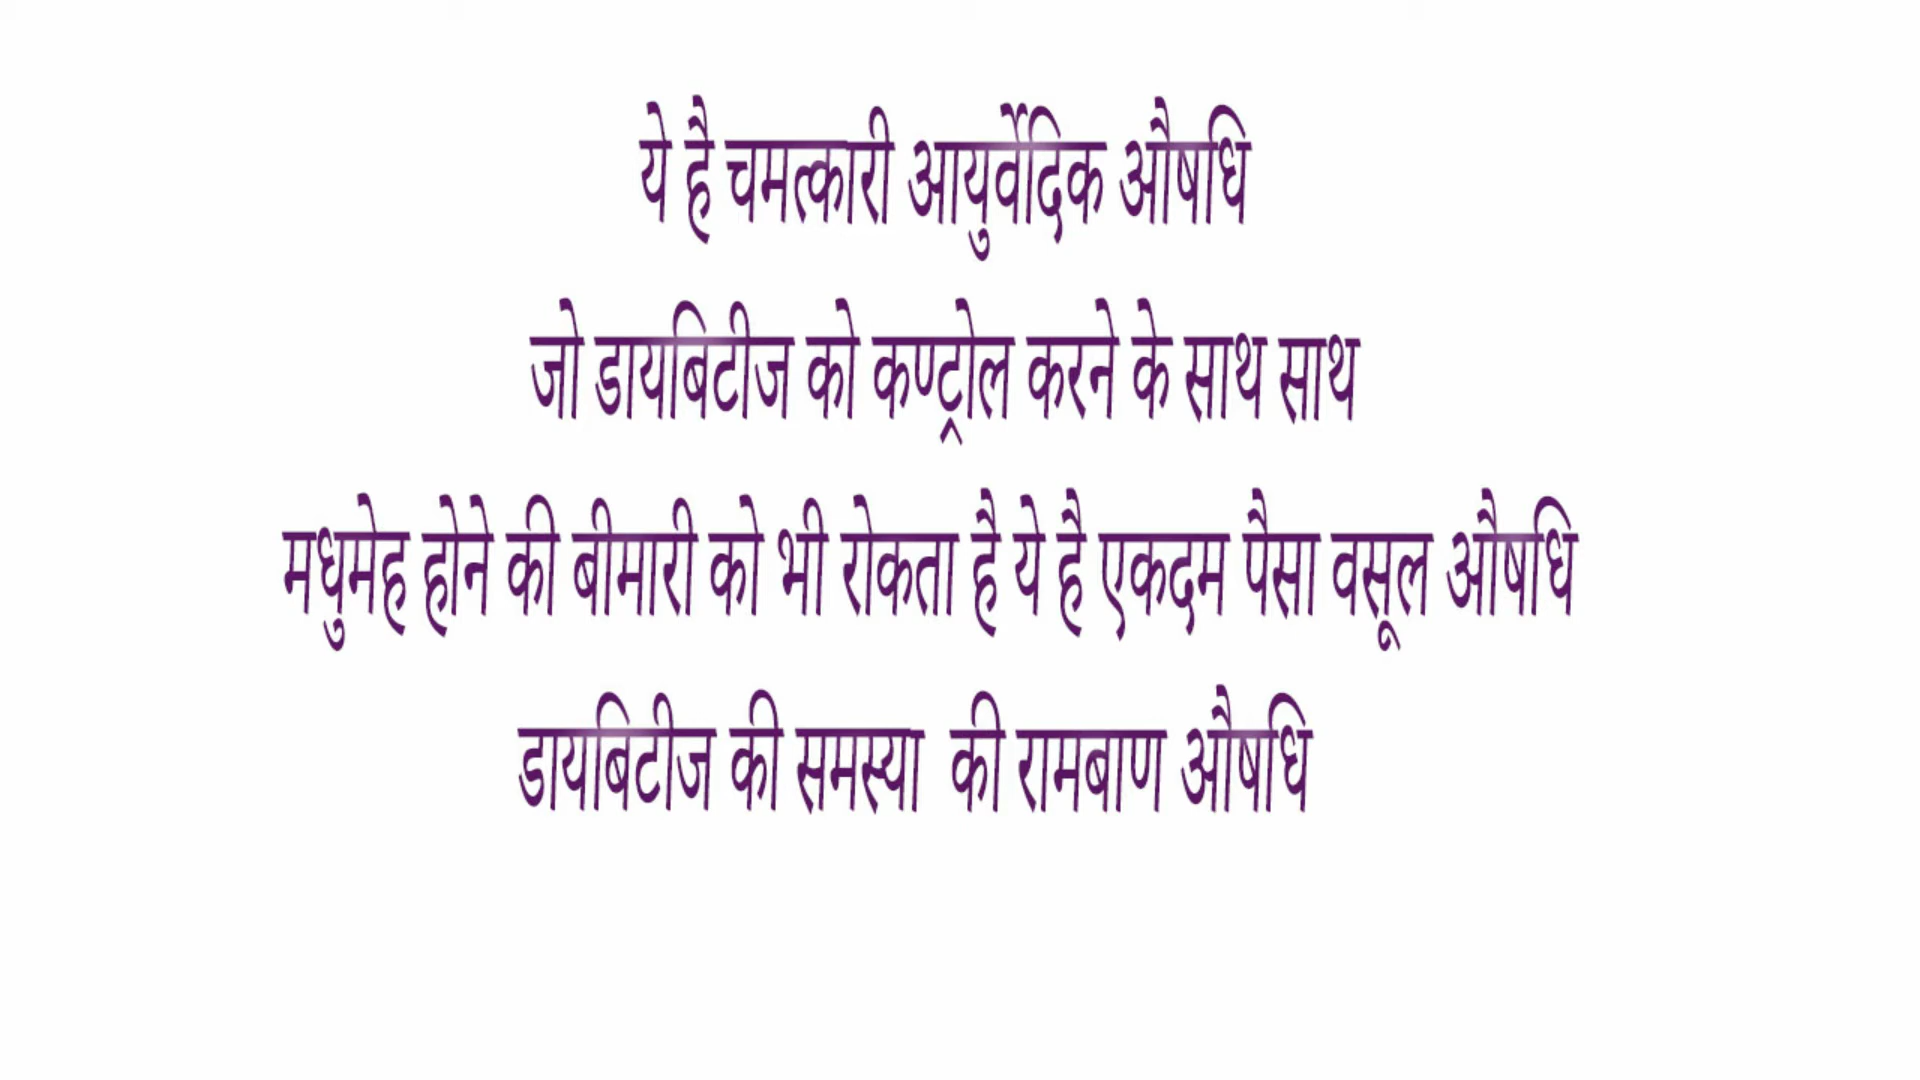 ये है चमत्कारी आयुर्वेदिक औषधि
जो डायबिटीज को कण्ट्रोल करने के साथ साथ
मधुमेह होने की बीमारी को भी रोकता है ये है एकदम पैसा वसूल औषधि
डायबिटीज की समस्या की रामबाण औषधि